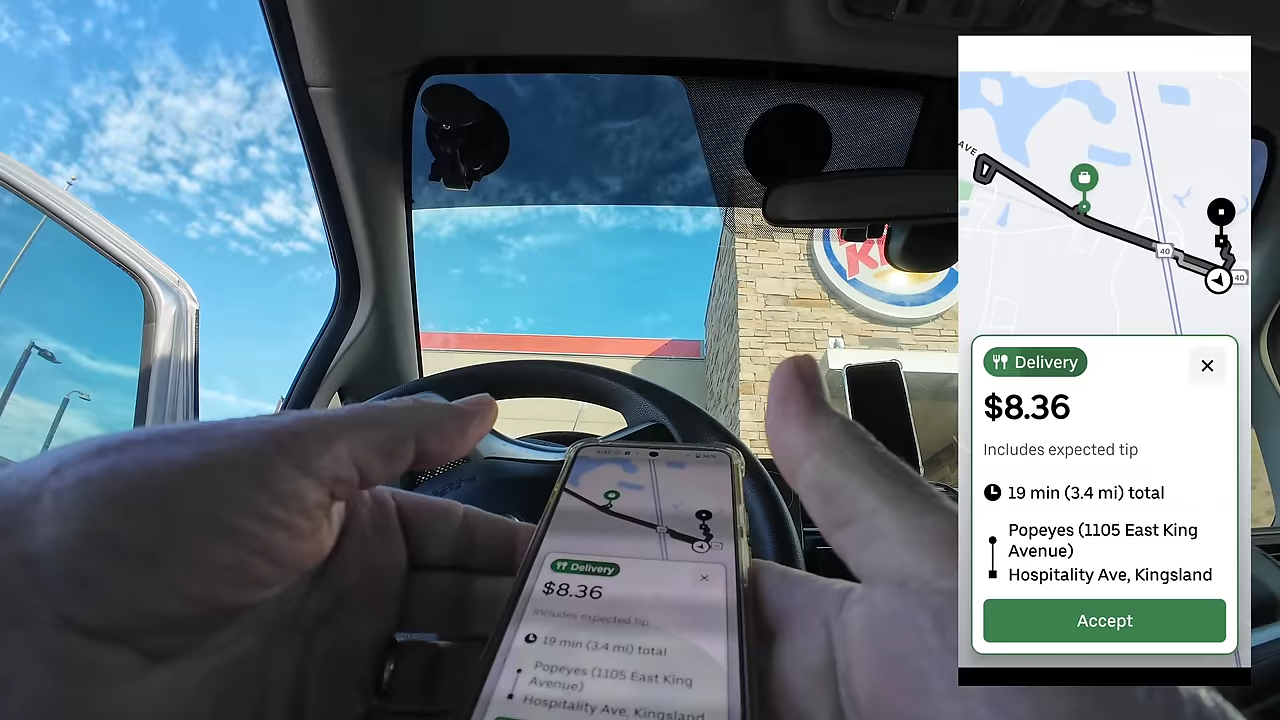 AVE
40
40
Delivery
$8.36
Includes expected tip
19 min (3.4 mi) total
Popeyes (1105 East King
Avenue)
Hospitality Ave, Kingsland
Accept
Delivery
$8.36
Includes expected tip
19 min (3.4 mi) total
Popeyes (1105 East King
Avenue)
Hospitality Ave, Kingsland